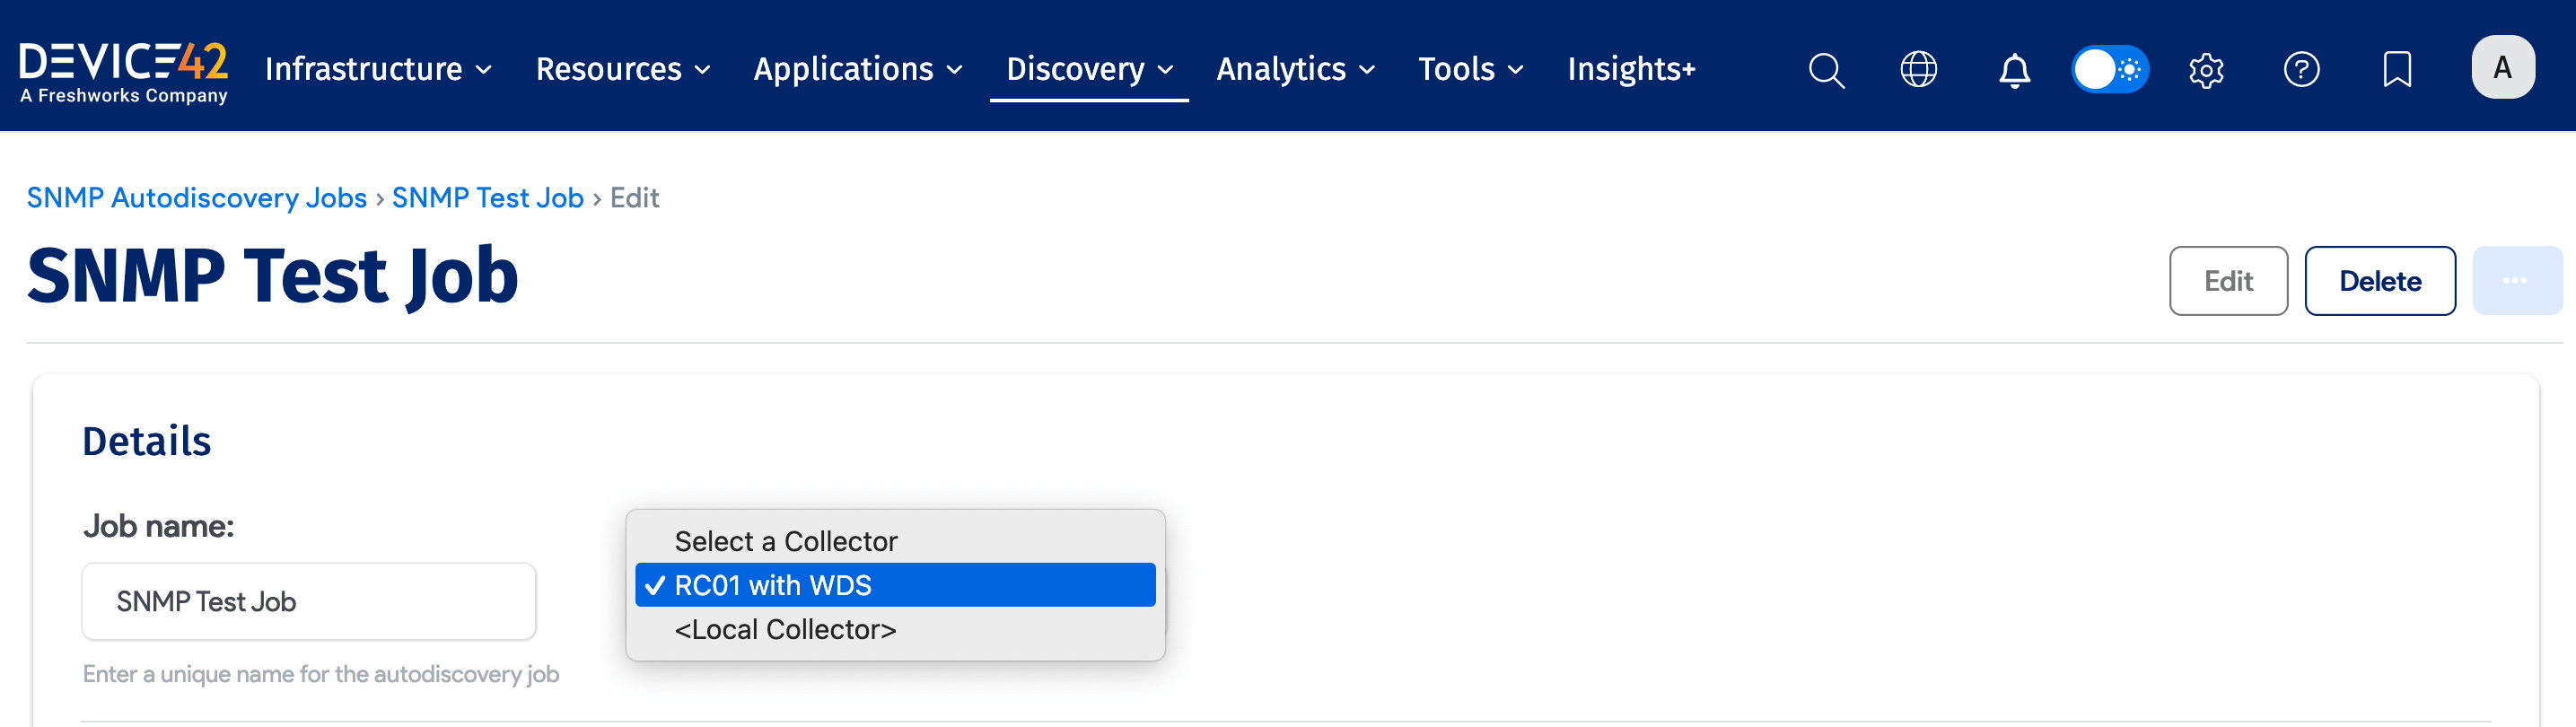 DEVICE42
A Freshworks Company
Infrastructure Resources Applications Discovery Analytics Tools Insights+
A
SNMP Autodiscovery Jobs › SNMP Test Job › Edit
SNMP Test Job
Edit Delete ...
Details
Job name:
SNMP Test Job
Enter a unique name for the autodiscovery job
Select a Collector
✓ RC01 with WDS
<Local Collector>